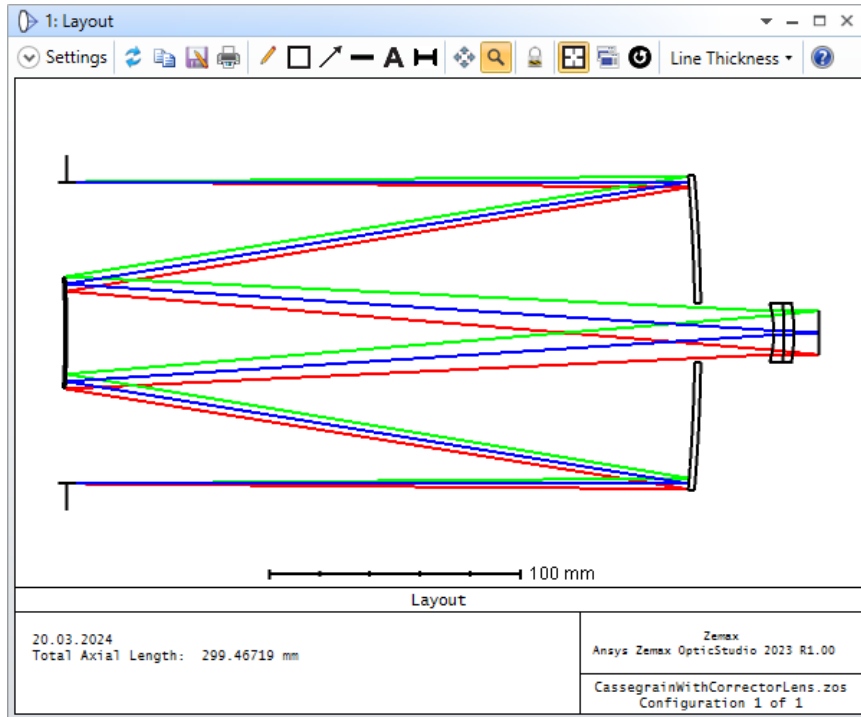 1: Layout
Settings
A
Line Thickness
?
100 mm
Layout
20.03.2024
Total Axial Length:  299.46719 mm
Zemax
Ansys Zemax OpticStudio 2023 R1.00
CassegrainWithCorrectorLens.zos
Configuration 1 of 1